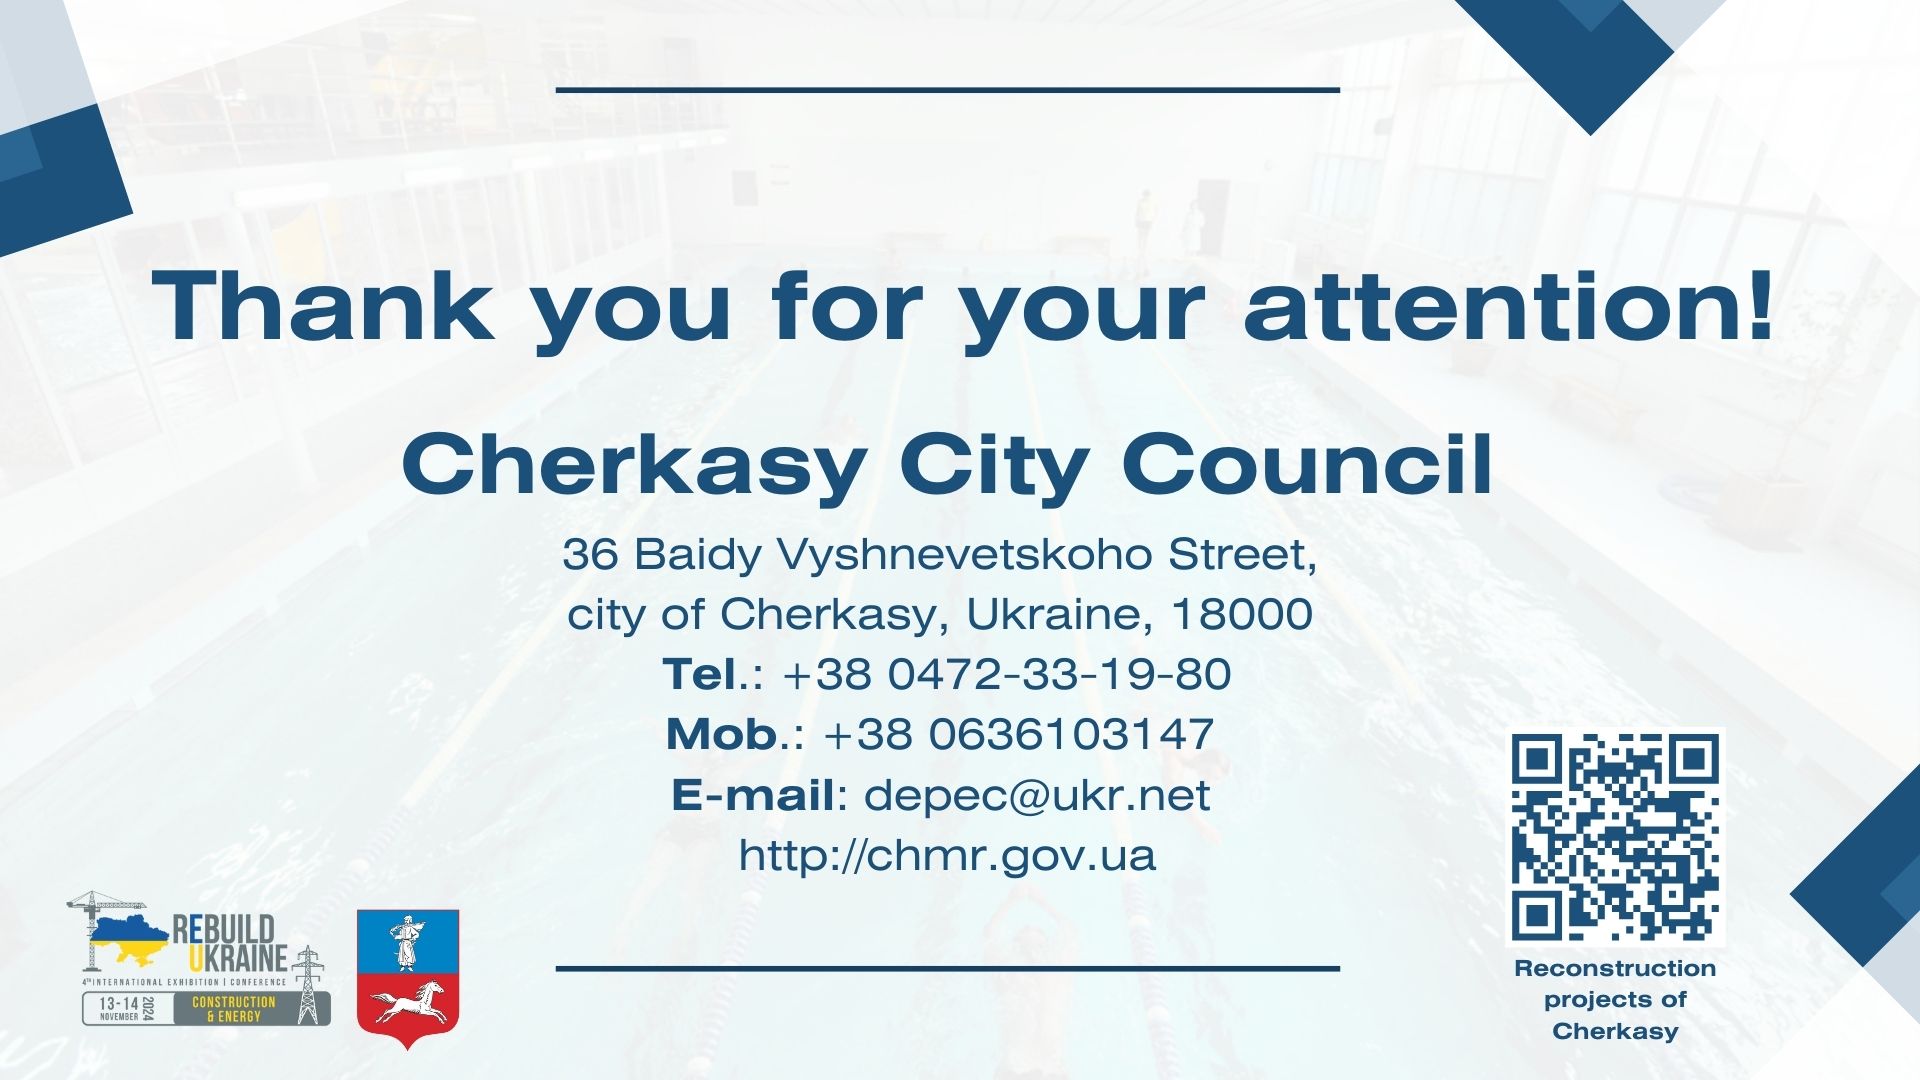 Thank you for your attention!
Cherkasy City Council
36 Baidy Vyshnevetskoho Street,
city of Cherkasy, Ukraine, 18000
Tel.: +38 0472-33-19-80
Mob.: +38 0636103147
E-mail: depec@ukr.net
http://chmr.gov.ua
REBUILD
UKRAINE
4TH INTERNATIONAL EXHIBITION | CONFERENCE
13-14 NOVEMBER 2024
CONSTRUCTION
& ENERGY
Reconstruction
projects of
Cherkasy